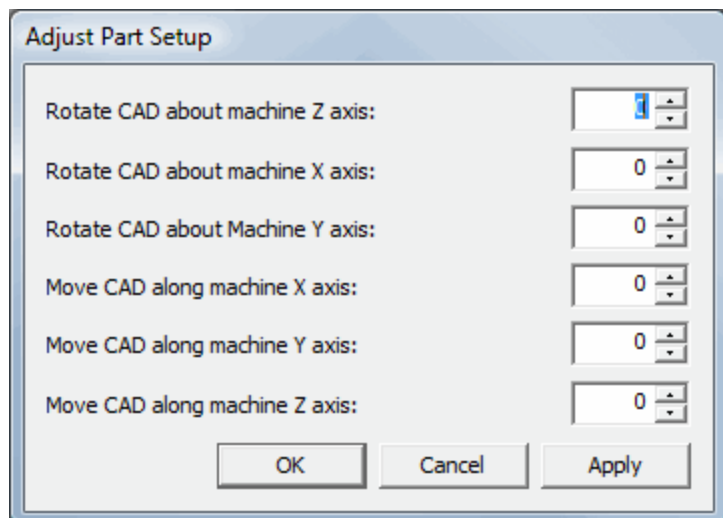 Adjust Part Setup
Rotate CAD about machine Z axis: 0
Rotate CAD about machine X axis: 0
Rotate CAD about Machine Y axis: 0
Move CAD along machine X axis: 0
Move CAD along machine Y axis: 0
Move CAD along machine Z axis: 0
OK Cancel Apply